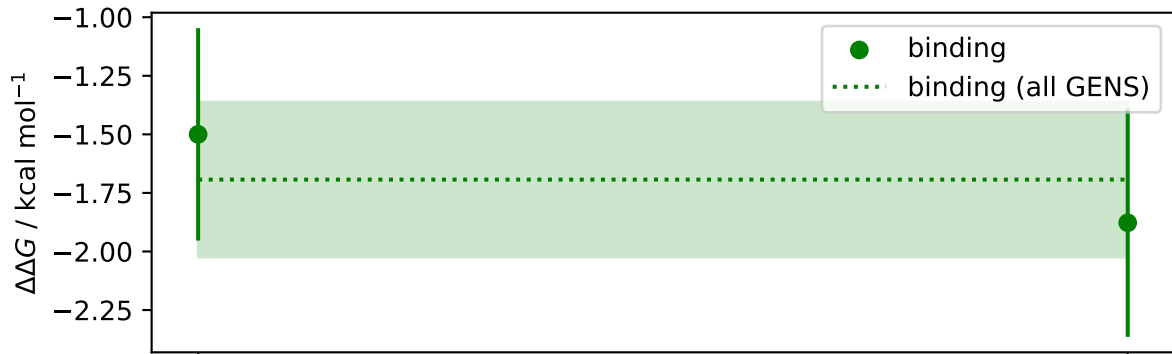 −1.00
−1.25
−1.50
−1.75
−2.00
−2.25
ΔΔG / kcal mol⁻¹
binding
binding (all GENS)